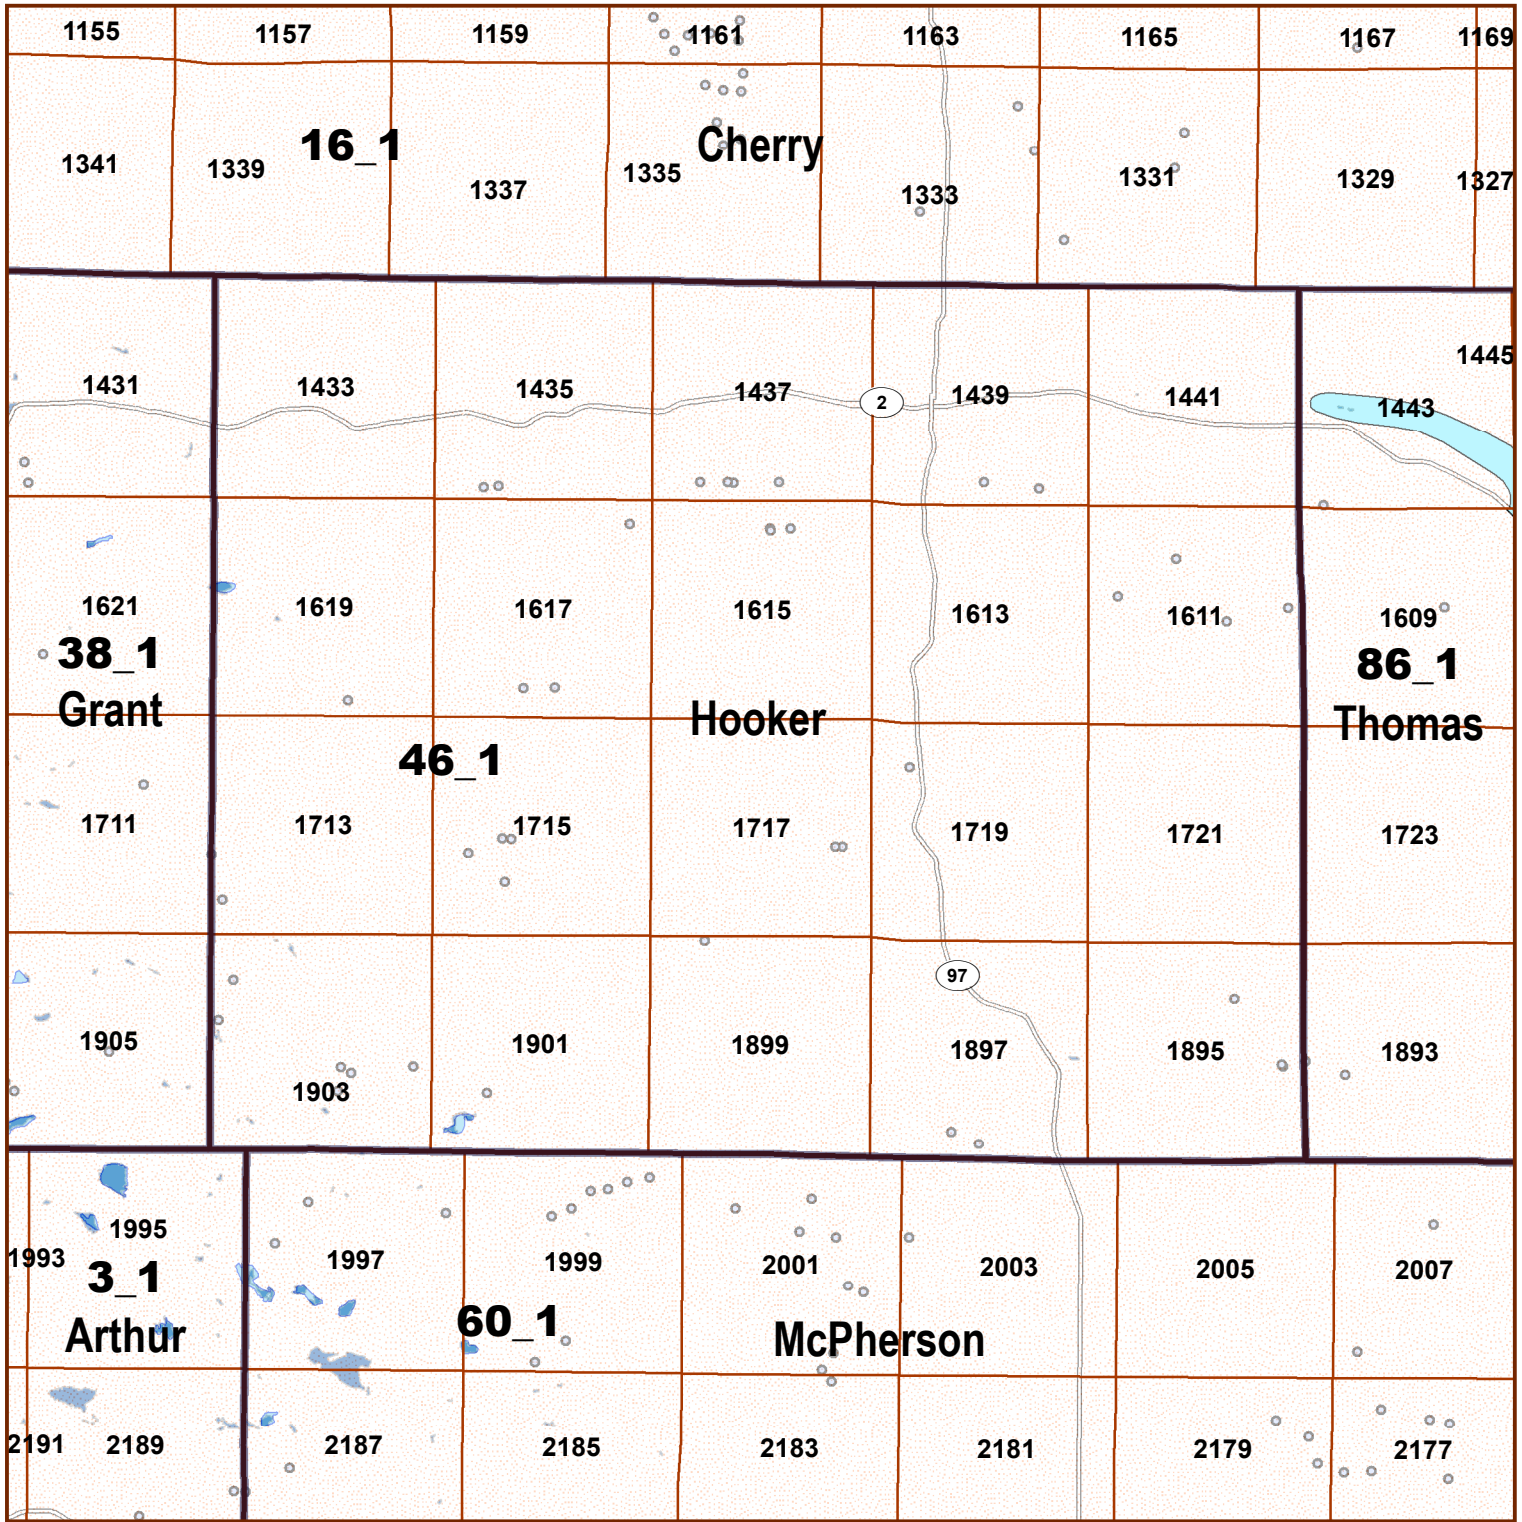 1155 1157 1159 1161 1163 1165 1167 1169
16_1 Cherry
1341 1339 1337 1335 1333 1331 1329 1327
1445
1431 1433 1435 1437 2 1439 1441 1443
1621 1619 1617 1615 1613 1611 1609
38_1 86_1
Grant Hooker Thomas
46_1
1711 1713 1715 1717 1719 1721 1723
97
1905 1903 1901 1899 1897 1895 1893
1993 1995 1997 1999 2001 2003 2005 2007
3_1 60_1
Arthur McPherson
2191 2189 2187 2185 2183 2181 2179 2177